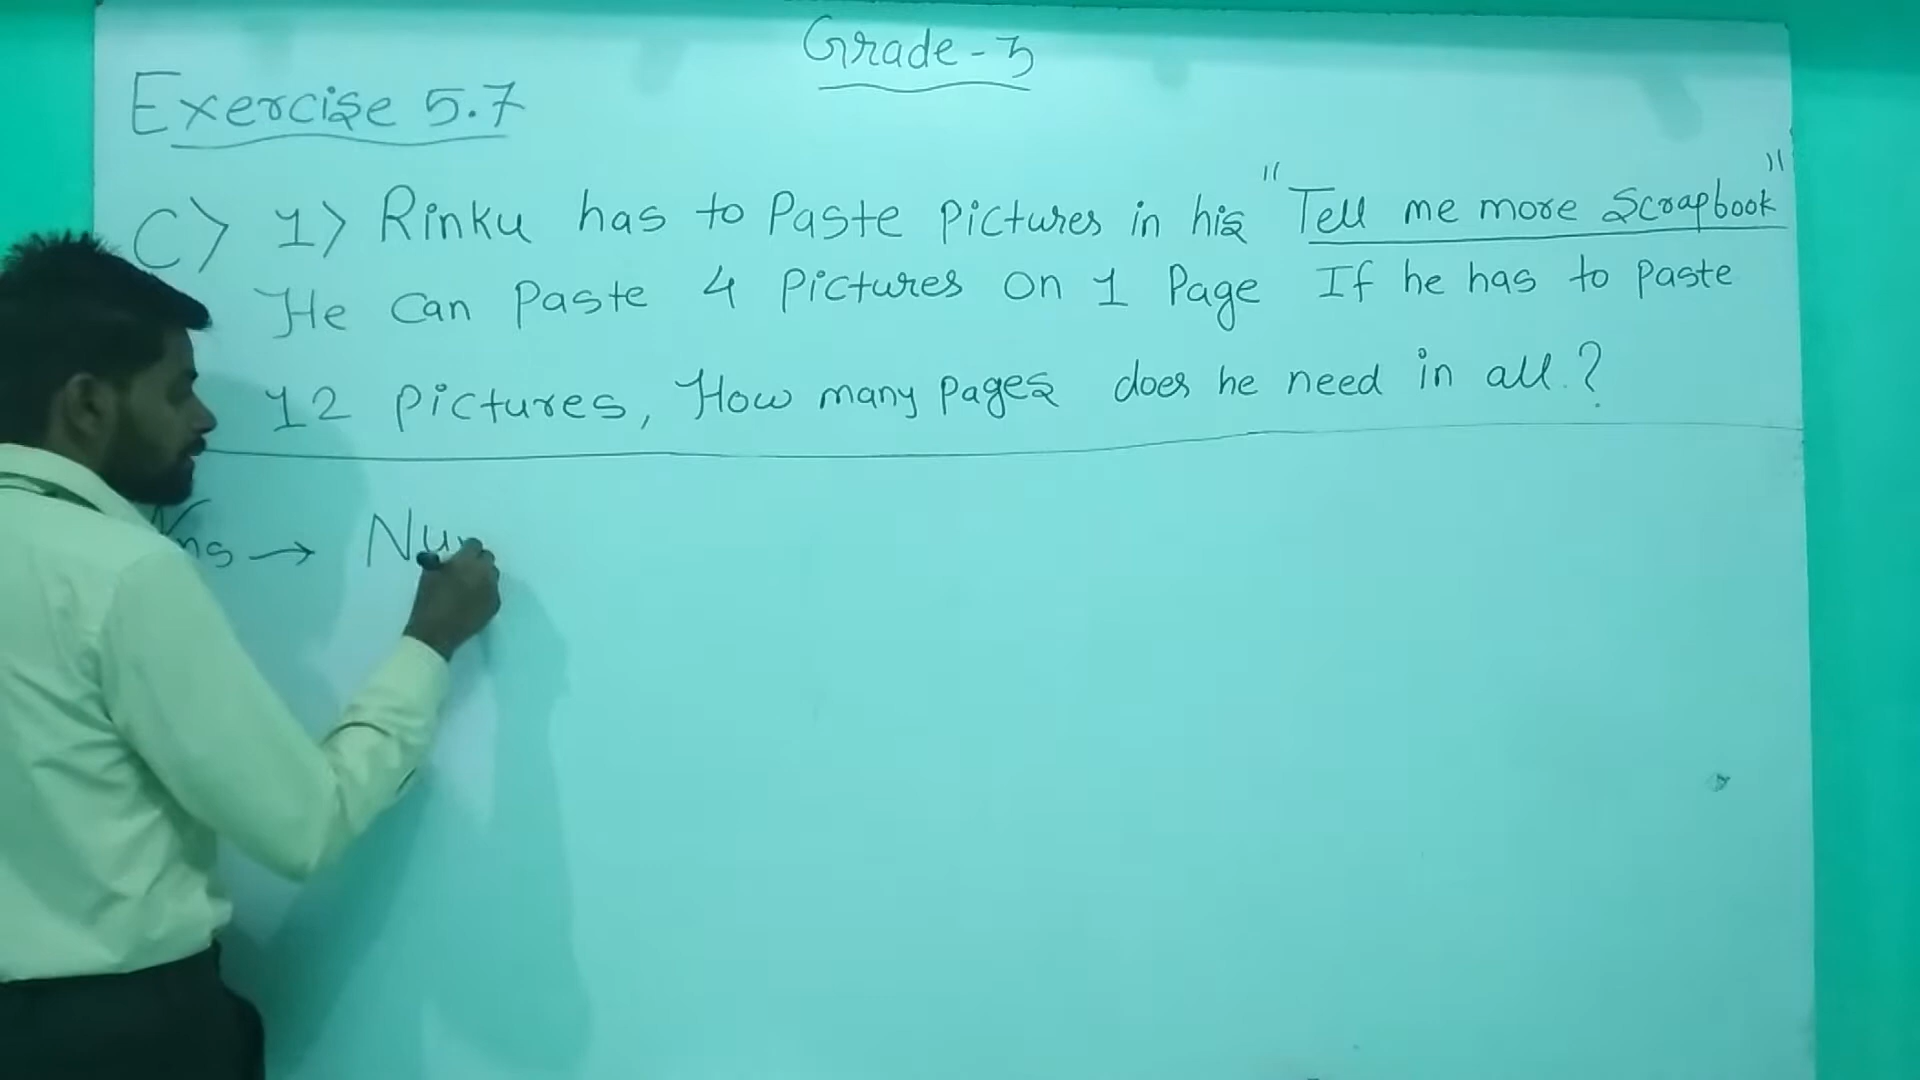 Grade-3
Exercise 5.7
C) 1) Rinku has to Paste Pictures in his "Tell me more Scrapbook"
He can Paste 4 Pictures on 1 Page If he has to Paste
12 Pictures, How many Pages does he need in all.?
Ans → Nu